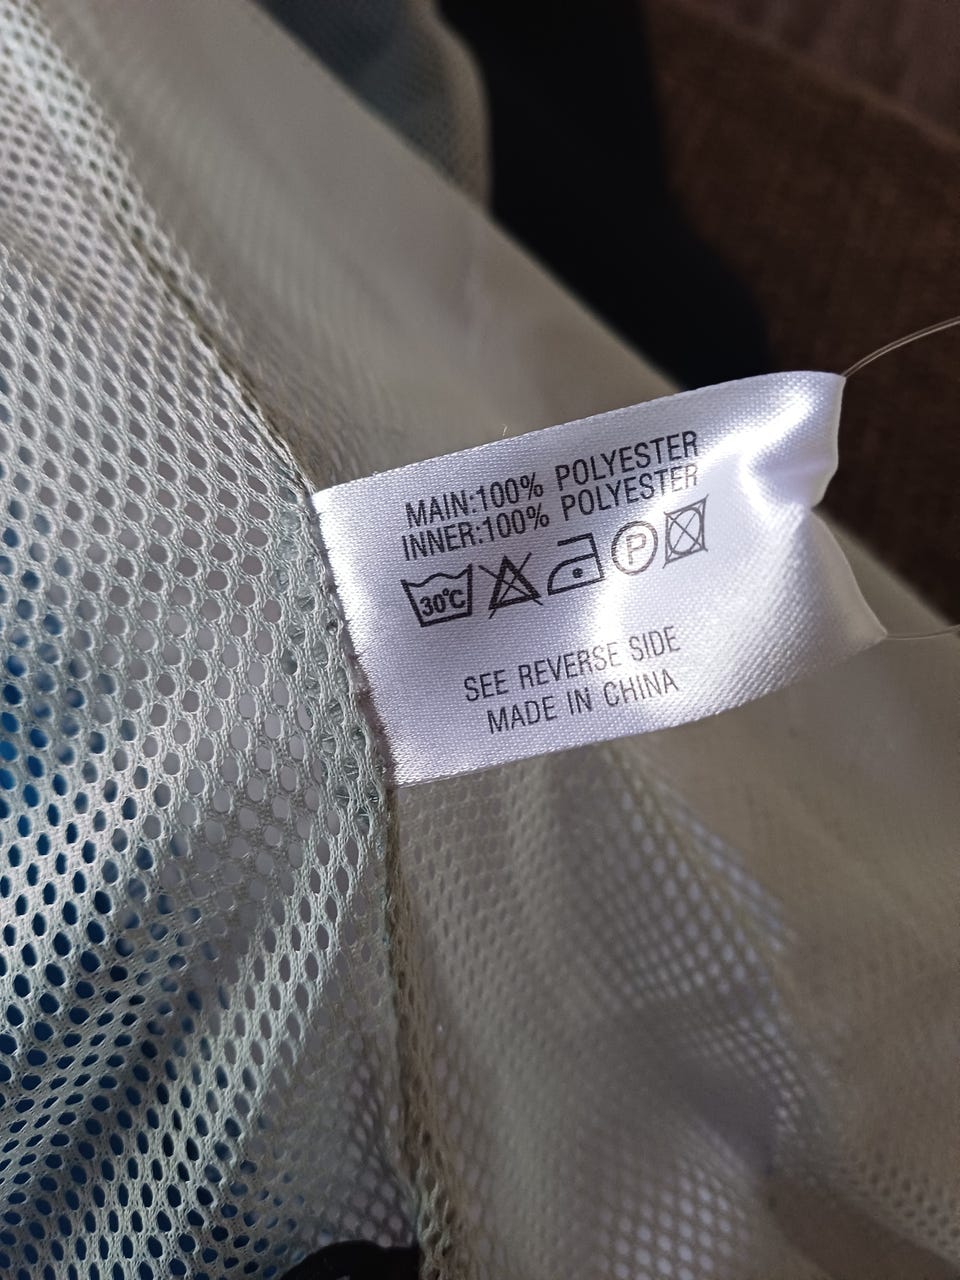 MAIN:100% POLYESTER
INNER:100% POLYESTER
30°C P
SEE REVERSE SIDE
MADE IN CHINA